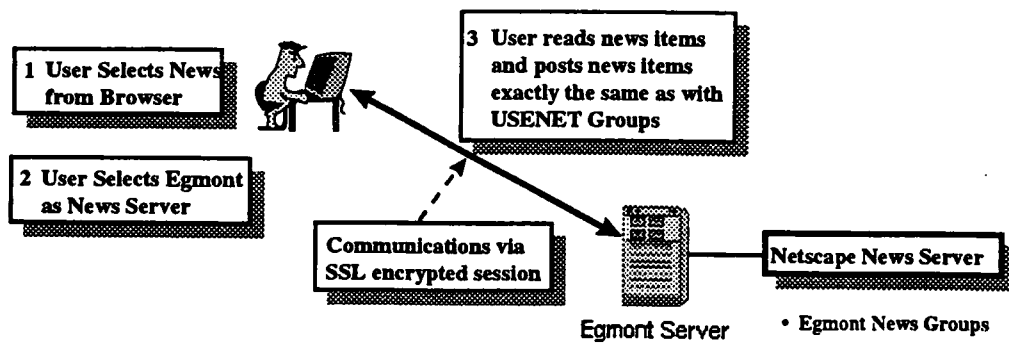 1 User Selects News
from Browser
2 User Selects Egmont
as News Server
3 User reads news items
and posts news items
exactly the same as with
USENET Groups
Communications via
SSL encrypted session
Netscape News Server
Egmont Server
• Egmont News Groups